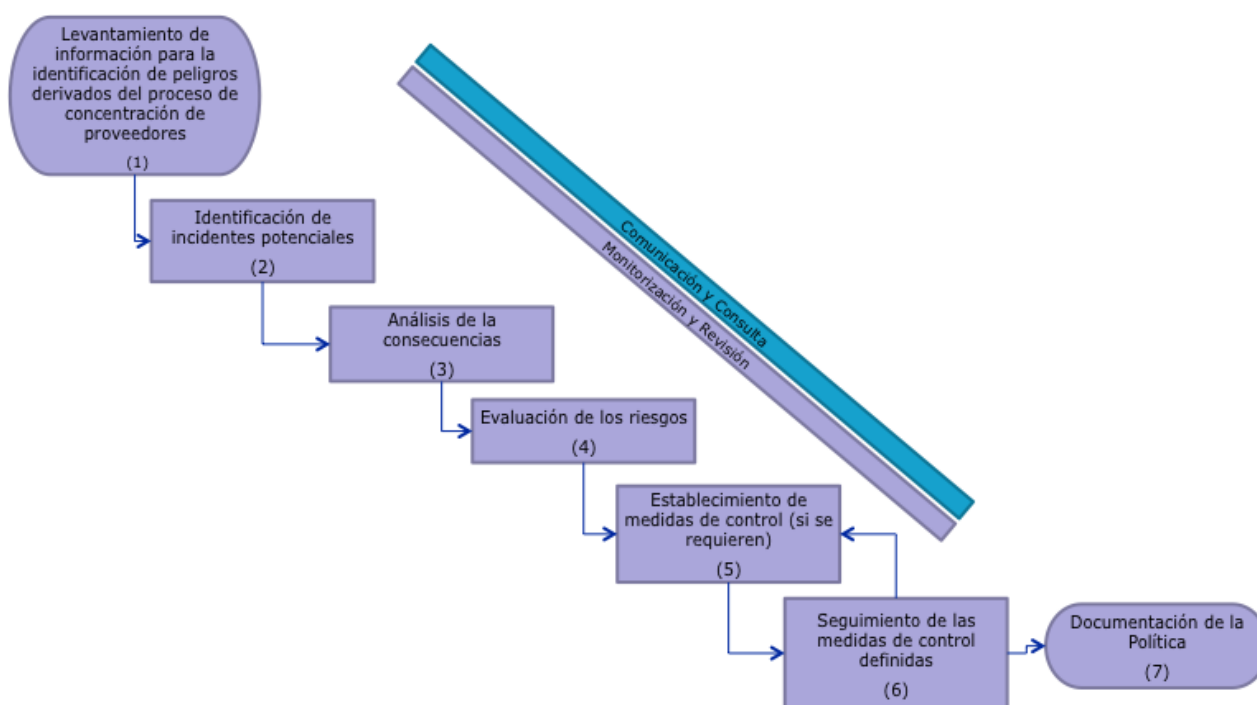 Levantamiento de
información para la
identificación de peligros
derivados del proceso de
concentración de
proveedores
(1)
Identificación de
incidentes potenciales
(2)
Análisis de la
consecuencias
(3)
Evaluación de los riesgos
(4)
Establecimiento de
medidas de control (si se
requieren)
(5)
Seguimiento de las
medidas de control
definidas
(6)
Documentación de la
Política
(7)
Comunicación y Consulta
Monitorización y Revisión